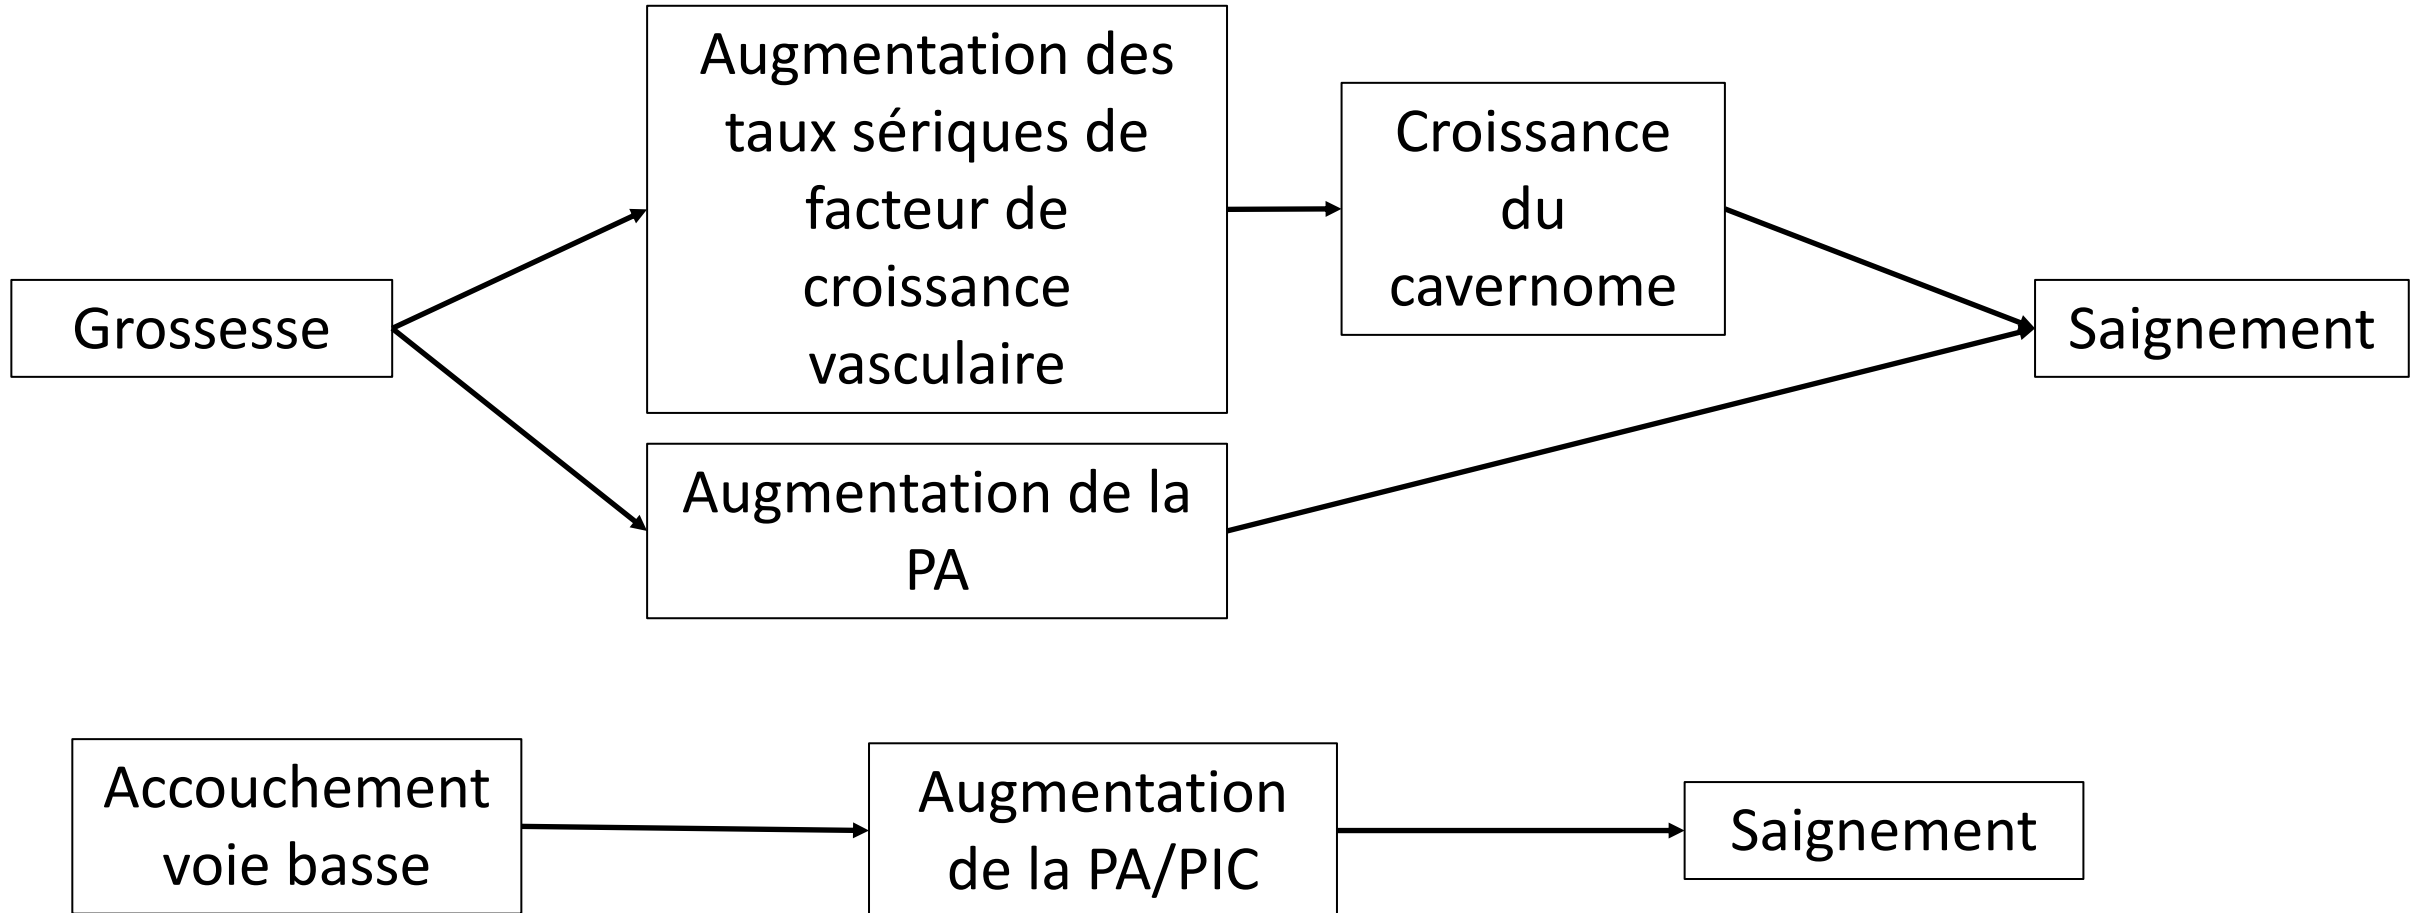 Grossesse
Augmentation des
taux sériques de
facteur de
croissance
vasculaire
Croissance
du
cavernome
Augmentation de la
PA
Saignement
Accouchement
voie basse
Augmentation
de la PA/PIC
Saignement